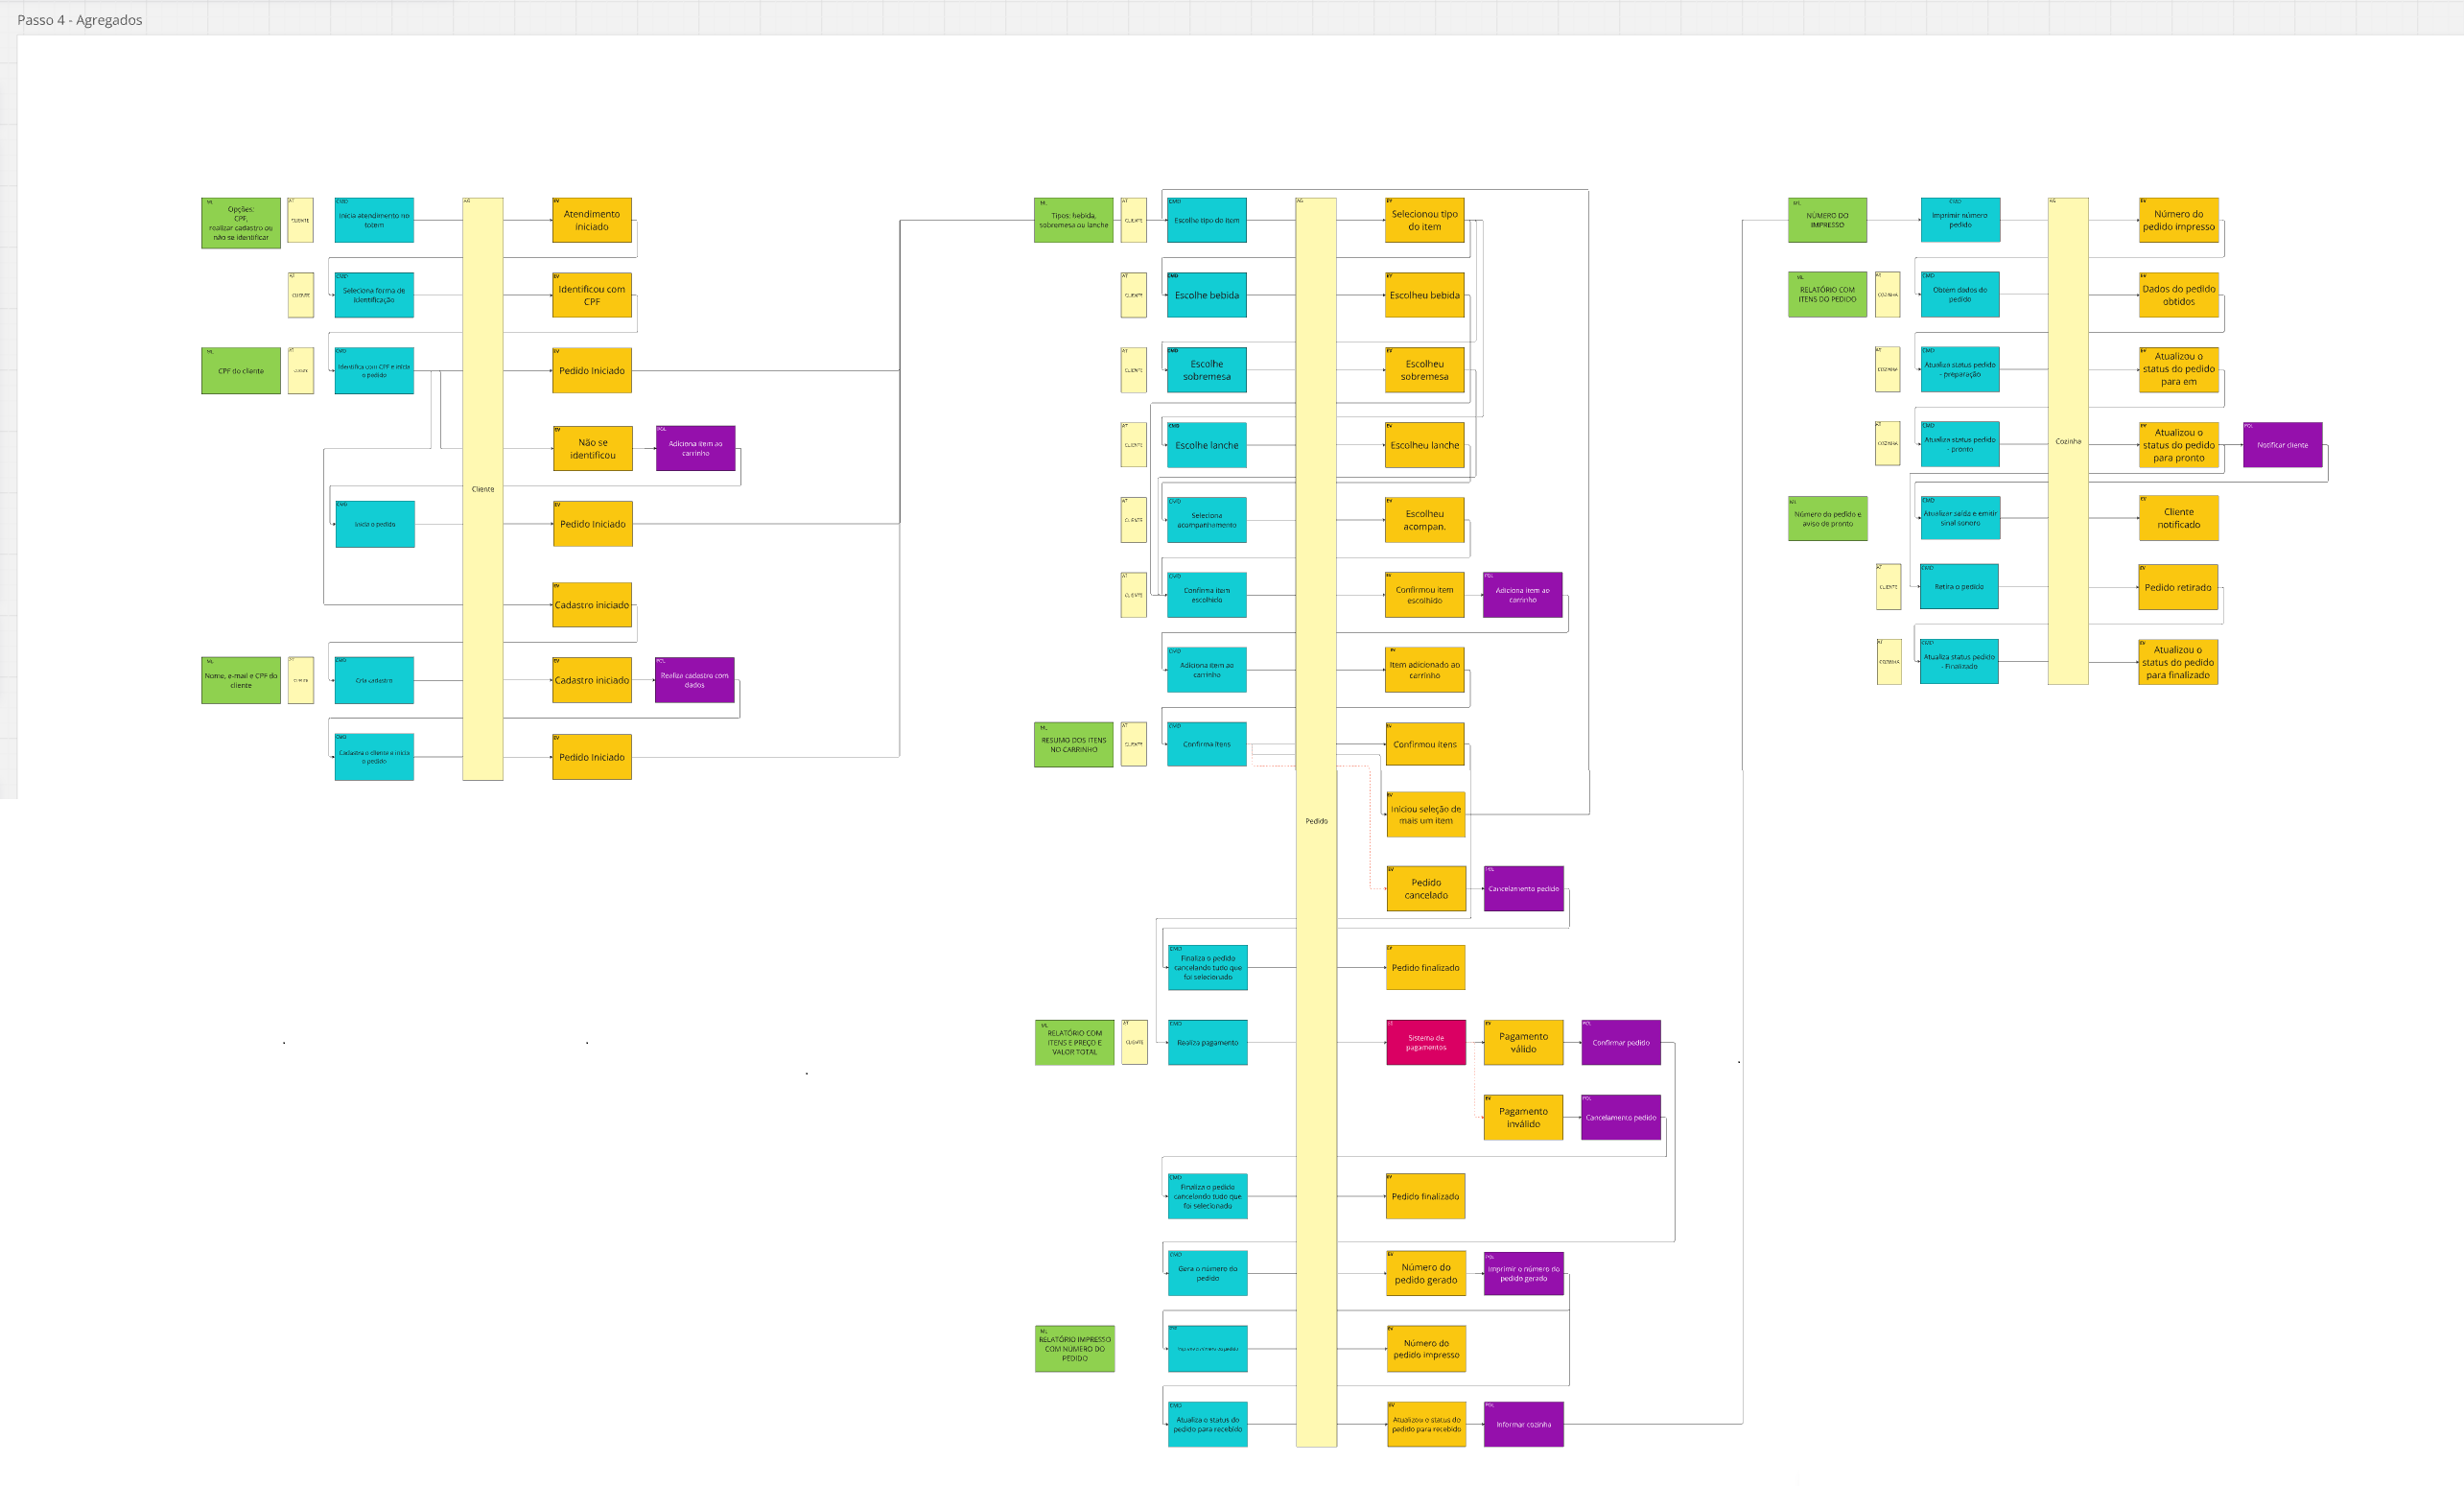 Passo 4 - Agregados
ML
Opções:
CPF,
realizar cadastro ou
não se identificar
AT
CLIENTE
CMD
Inicia atendimento no
totem
AG
Cliente
EV
Atendimento
iniciado
AT
CLIENTE
CMD
Seleciona forma de
identificação
EV
Identificou com
CPF
ML
CPF do cliente
AT
CLIENTE
CMD
Identifica com CPF e inicia
o pedido
EV
Pedido Iniciado
EV
Não se
identificou
POL
Adiciona item ao
carrinho
CMD
Inicia o pedido
EV
Pedido Iniciado
EV
Cadastro iniciado
ML
Nome, e-mail e CPF do
cliente
AT
CLIENTE
CMD
Cria cadastro
EV
Cadastro iniciado
POL
Realiza cadastro com
dados
CMD
Cadastra o cliente e inicia
o pedido
EV
Pedido Iniciado
ML
Tipos: bebida,
sobremesa ou lanche
AT
CLIENTE
CMD
Escolhe tipo do item
AG
Pedido
EV
Selecionou tipo
do item
AT
CLIENTE
CMD
Escolhe bebida
EV
Escolheu bebida
AT
CLIENTE
CMD
Escolhe
sobremesa
EV
Escolheu
sobremesa
AT
CLIENTE
CMD
Escolhe lanche
EV
Escolheu lanche
AT
CLIENTE
CMD
Seleciona
acompanhamento
EV
Escolheu
acompan.
AT
CLIENTE
CMD
Confirma item
escolhido
EV
Confirmou item
escolhido
POL
Adiciona item ao
carrinho
CMD
Adiciona item ao
carrinho
EV
Item adicionado ao
carrinho
ML
RESUMO DOS ITENS
NO CARRINHO
AT
CLIENTE
CMD
Confirma itens
EV
Confirmou itens
EV
Iniciou seleção de
mais um item
EV
Pedido
cancelado
POL
Cancelamento pedido
CMD
Finaliza o pedido
cancelando tudo que
foi selecionado
EV
Pedido finalizado
ML
RELATÓRIO COM
ITENS E PREÇO E
VALOR TOTAL
AT
CLIENTE
CMD
Realiza pagamento
Sistema de
pagamentos
EV
Pagamento
válido
POL
Confirmar pedido
EV
Pagamento
inválido
POL
Cancelamento pedido
CMD
Finaliza o pedido
cancelando tudo que
foi selecionado
EV
Pedido finalizado
CMD
Gera o número do
pedido
EV
Número do
pedido gerado
POL
Imprimir o número do
pedido gerado
ML
RELATÓRIO IMPRESSO
COM NÚMERO DO
PEDIDO
EV
Número do
pedido impresso
CMD
Atualiza o status do
pedido para recebido
EV
Atualizou o status do
pedido para recebido
POL
Informar cozinha
ML
NÚMERO DO
IMPRESSO
CMD
Imprimir número
pedido
AG
Cozinha
EV
Número do
pedido impresso
ML
RELATÓRIO COM
ITENS DO PEDIDO
AT
COZINHA
CMD
Obtem dados do
pedido
EV
Dados do pedido
obtidos
AT
COZINHA
CMD
Atualiza status pedido
- preparação
EV
Atualizou o
status do pedido
para em
AT
COZINHA
CMD
Atualiza status pedido
- pronto
EV
Atualizou o
status do pedido
para pronto
POL
Notificar cliente
ML
Número do pedido e
aviso de pronto
CMD
Atualizar saída e emitir
sinal sonoro
EV
Cliente
notificado
AT
CLIENTE
CMD
Retira o pedido
EV
Pedido retirado
AT
COZINHA
CMD
Atualiza status pedido
- Finalizado
EV
Atualizou o
status do pedido
para finalizado